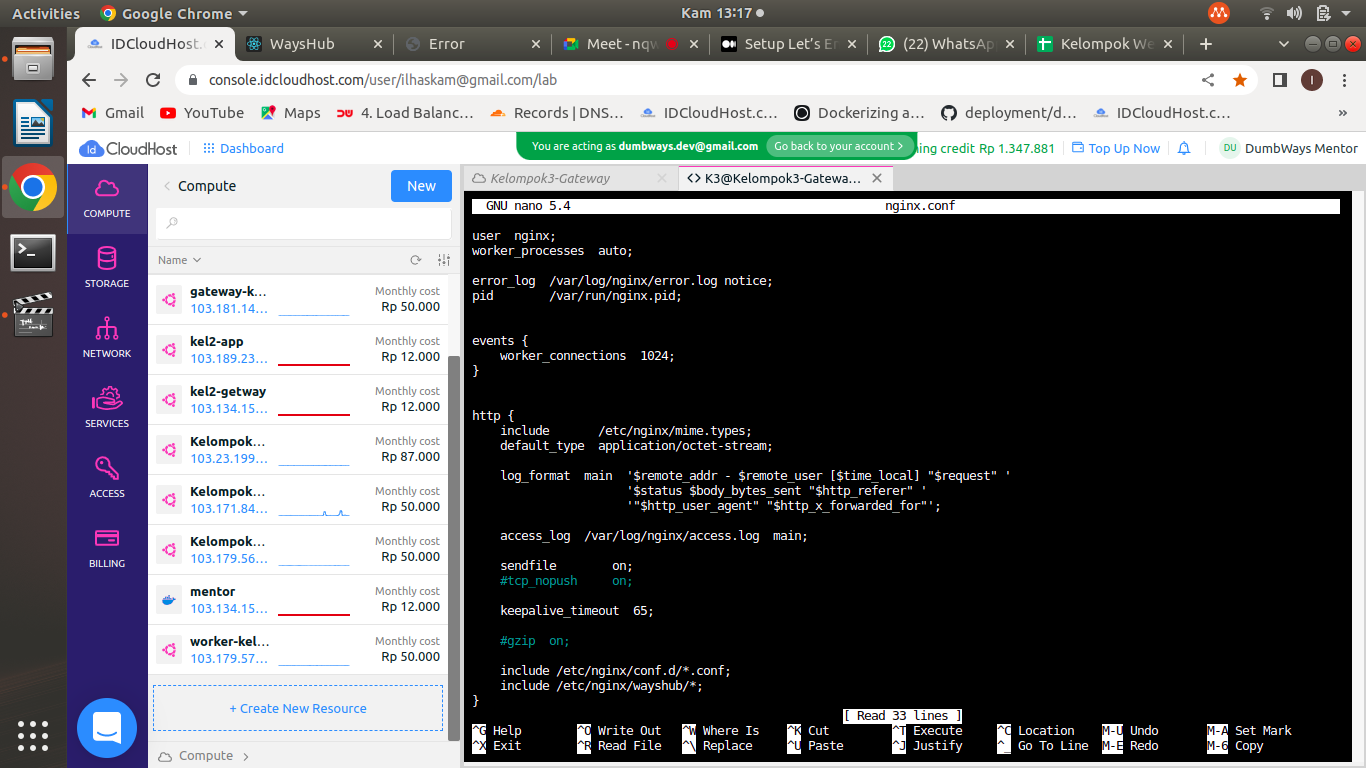 Activities Google Chrome Kam 13:17
IDCloudHost.c WaysHub Error Meet - nqw Setup Let's En (22) WhatsAp Kelompok We
console.idcloudhost.com/user/ilhaskam@gmail.com/lab I
Gmail YouTube Maps 4. Load Balanc... Records | DNS... IDCloudHost.c... Dockerizing a... deployment/d... IDCloudHost.c... »
Id CloudHost Dashboard You are acting as dumbways.dev@gmail.com Go back to your account > ning credit Rp 1.347.881 Top Up Now DU DumbWays Mentor
COMPUTE
STORAGE
NETWORK
SERVICES
ACCESS
BILLING
Compute New
Name
gateway-k... Monthly cost
103.181.14... Rp 50.000
kel2-app Monthly cost
103.189.23... Rp 12.000
kel2-getway Monthly cost
103.134.15... Rp 12.000
Kelompok... Monthly cost
103.23.199... Rp 87.000
Kelompok... Monthly cost
103.171.84... Rp 50.000
Kelompok... Monthly cost
103.179.56... Rp 50.000
mentor Monthly cost
103.134.15... Rp 12.000
worker-kel... Monthly cost
103.179.57... Rp 50.000
+ Create New Resource
Compute >
Kelompok3-Gateway <> K3@Kelompok3-Gatewa...
GNU nano 5.4 nginx.conf
user  nginx;
worker_processes  auto;
error_log  /var/log/nginx/error.log notice;
pid        /var/run/nginx.pid;
events {
    worker_connections  1024;
}
http {
    include       /etc/nginx/mime.types;
    default_type  application/octet-stream;
    log_format  main  '$remote_addr - $remote_user [$time_local] "$request" '
                      '$status $body_bytes_sent "$http_referer" '
                      '"$http_user_agent" "$http_x_forwarded_for"';
    access_log  /var/log/nginx/access.log  main;
    sendfile        on;
    #tcp_nopush     on;
    keepalive_timeout  65;
    #gzip  on;
    include /etc/nginx/conf.d/*.conf;
    include /etc/nginx/wayshub/*;
}
[ Read 33 lines ]
^G Help ^O Write Out ^W Where Is ^K Cut ^T Execute ^C Location M-U Undo M-A Set Mark
^X Exit ^R Read File ^\ Replace ^U Paste ^J Justify ^_ Go To Line M-E Redo M-6 Copy